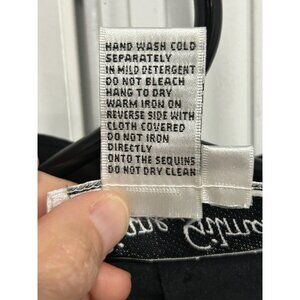 HAND WASH COLD
SEPARATELY
IN MILD DETERGENT
DO NOT BLEACH
HANG TO DRY
WARM IRON ON
REVERSE SIDE WITH
CLOTH COVERED
DO NOT IRON
DIRECTLY
ONTO THE SEQUINS
DO NOT DRY CLEAN